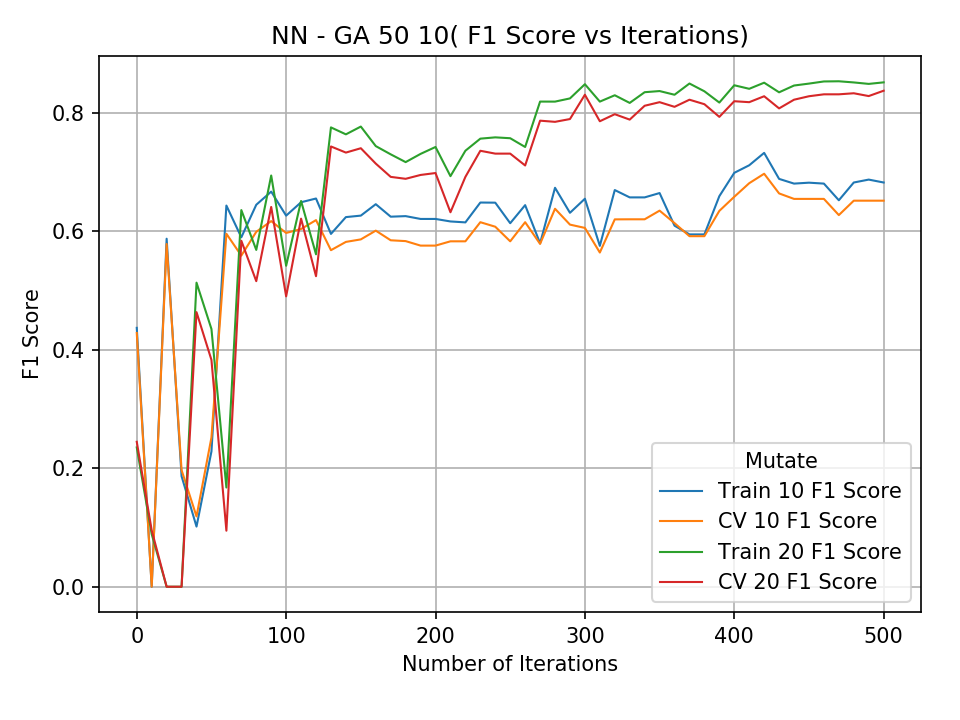 NN - GA 50 10( F1 Score vs Iterations)
F1 Score
0.8
0.6
0.4
0.2
0.0
Mutate
Train 10 F1 Score
CV 10 F1 Score
Train 20 F1 Score
CV 20 F1 Score
0 100 200 300 400 500
Number of Iterations